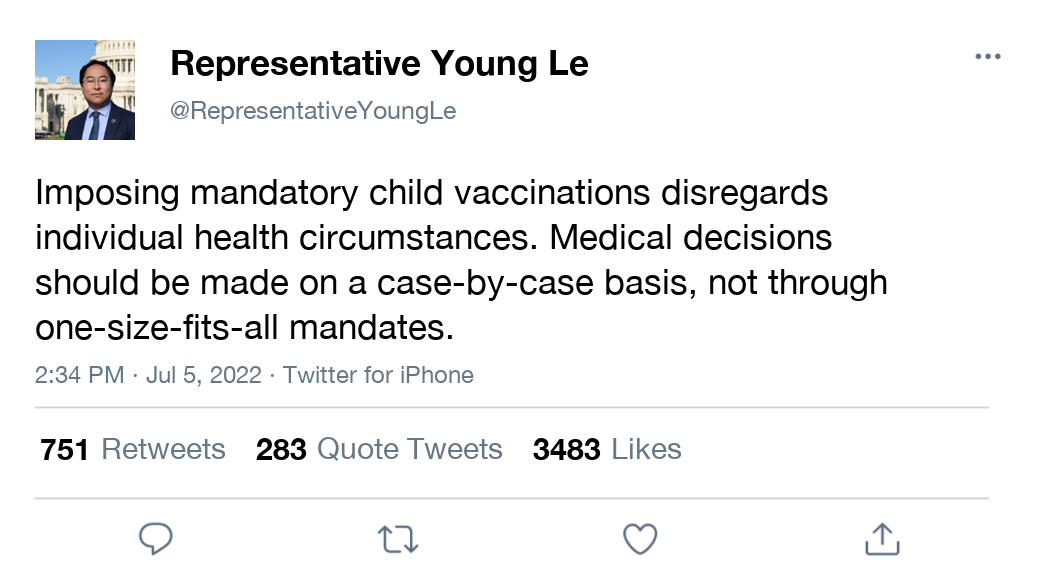 Representative Young Le
@RepresentativeYoungLe
Imposing mandatory child vaccinations disregards
individual health circumstances. Medical decisions
should be made on a case-by-case basis, not through
one-size-fits-all mandates.
2:34 PM · Jul 5, 2022 · Twitter for iPhone
751 Retweets 283 Quote Tweets 3483 Likes